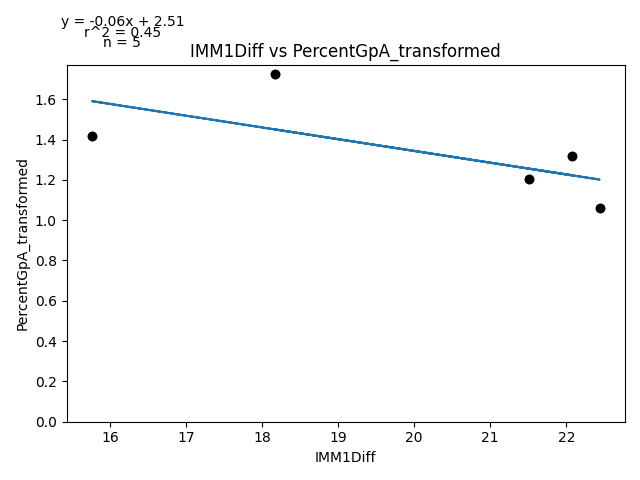 y = -0.06x + 2.51
r^2 = 0.45
n = 5
IMM1Diff vs PercentGpA_transformed
1.6
1.4
1.2
1.0
0.8
0.6
0.4
0.2
0.0
PercentGpA_transformed
16 17 18 19 20 21 22
IMM1Diff